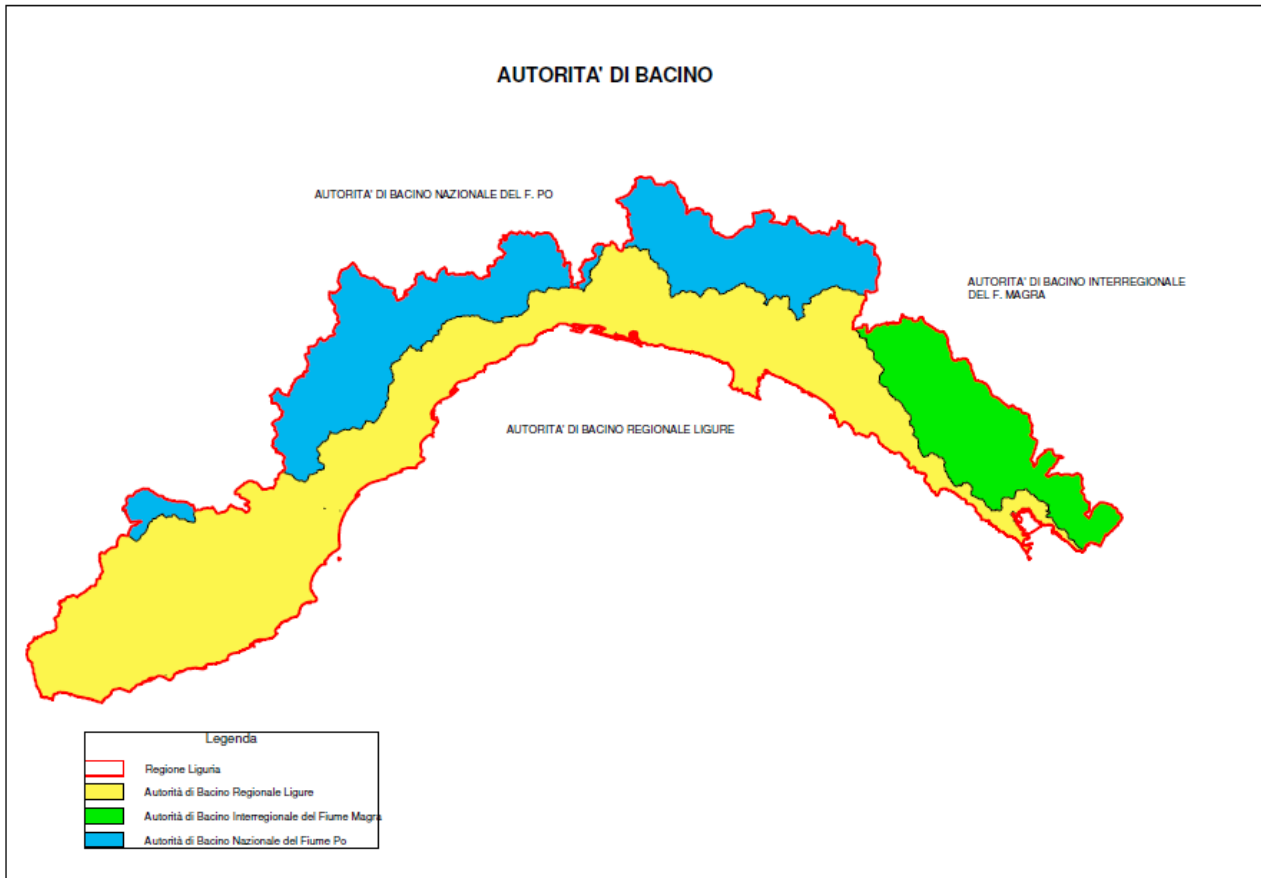 AUTORITA' DI BACINO
AUTORITA' DI BACINO NAZIONALE DEL F. PO
AUTORITA' DI BACINO INTERREGIONALE
DEL F. MAGRA
AUTORITA' DI BACINO REGIONALE LIGURE
Legenda
Regione Liguria
Autorità di Bacino Regionale Ligure
Autorità di Bacino Interregionale del Fiume Magra
Autorità di Bacino Nazionale del Fiume Po